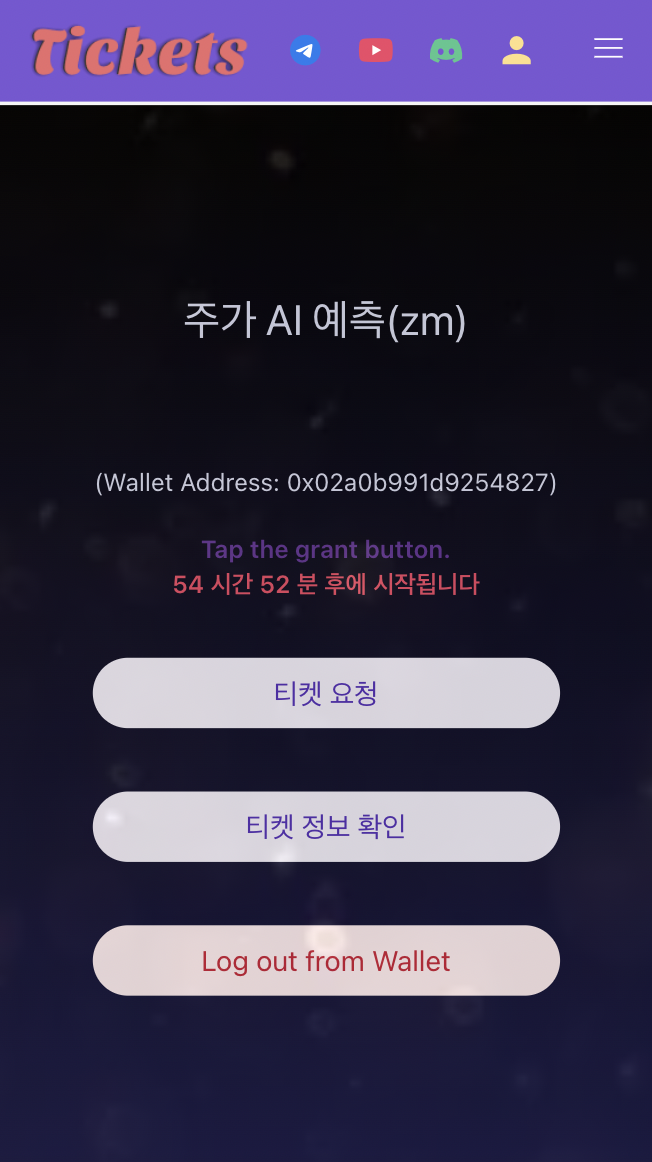 Tickets
주가 AI 예측(zm)
(Wallet Address: 0x02a0b991d9254827)
Tap the grant button.
54 시간 52 분 후에 시작됩니다
티켓 요청
티켓 정보 확인
Log out from Wallet